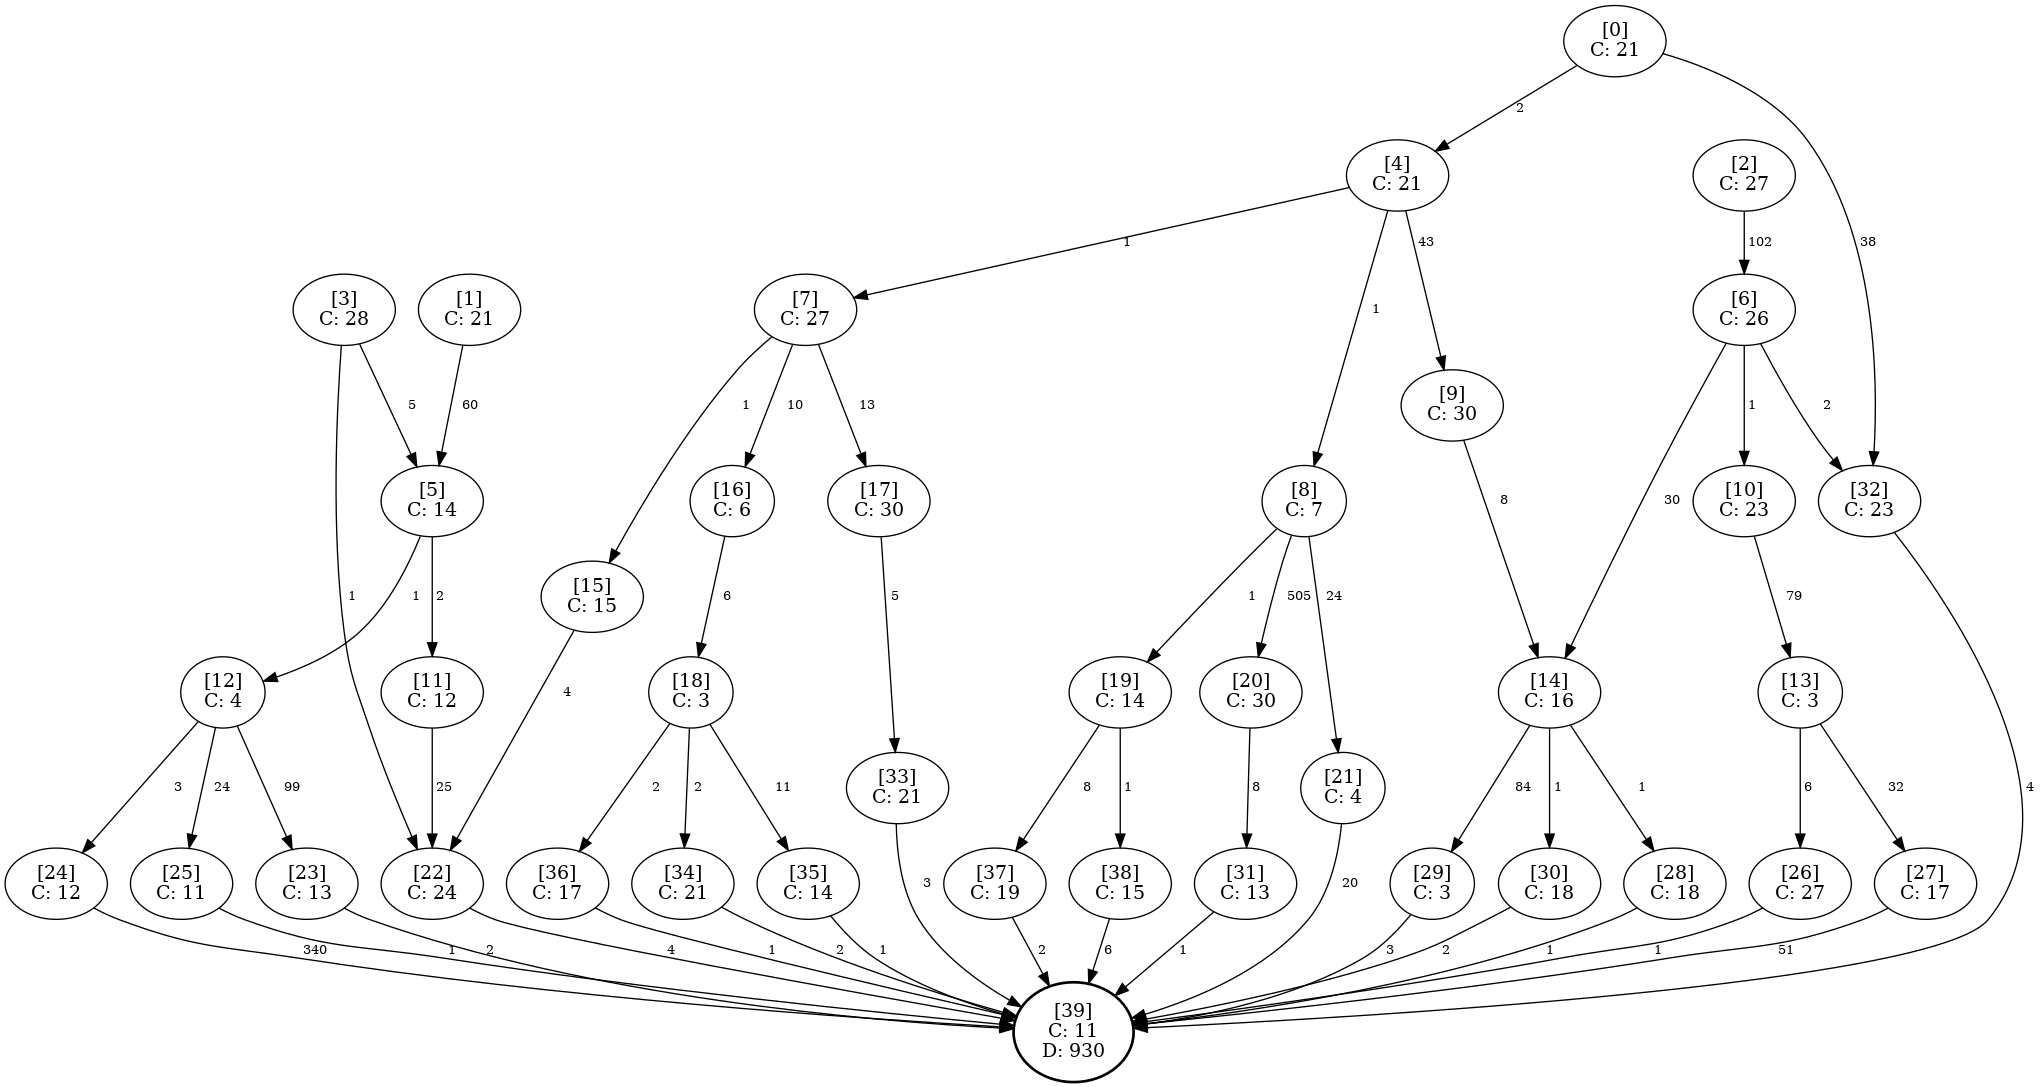 [0]
C: 21
2
[4]
C: 21
[2]
C: 27
1
43
102
38
[3]
C: 28
[1]
C: 21
[7]
C: 27
1
[6]
C: 26
5
60
1
10
13
[9]
C: 30
1
2
[5]
C: 14
[16]
C: 6
[17]
C: 30
[8]
C: 7
8
30
[10]
C: 23
[32]
C: 23
1
1
2
[15]
C: 15
6
5
1
505
24
79
[12]
C: 4
[11]
C: 12
4
[18]
C: 3
[19]
C: 14
[20]
C: 30
[14]
C: 16
[13]
C: 3
3
24
99
25
2
2
11
[33]
C: 21
8
1
8
[21]
C: 4
84
1
1
6
32
4
[24]
C: 12
[25]
C: 11
[23]
C: 13
[22]
C: 24
[36]
C: 17
[34]
C: 21
[35]
C: 14
3
[37]
C: 19
[38]
C: 15
[31]
C: 13
20
[29]
C: 3
[30]
C: 18
[28]
C: 18
[26]
C: 27
[27]
C: 17
340
1
2
4
1
2
1
2
6
1
3
2
1
1
51
[39]
C: 11
D: 930